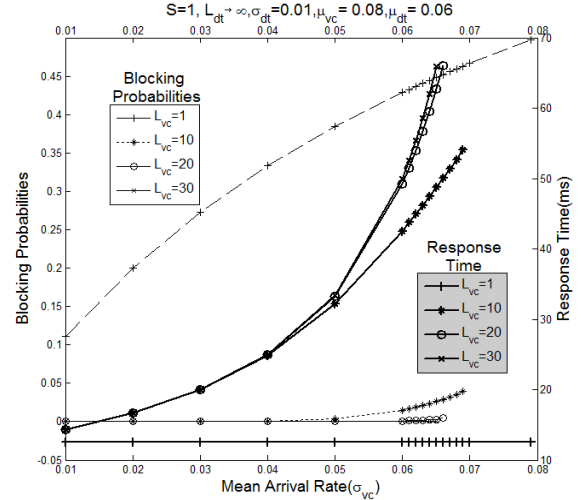 S=1, L_dt→∞,σ_dt=0.01,μ_vc= 0.08, μ_dt= 0.06
0.01 0.02 0.03 0.04 0.05 0.06 0.07 0.08
Blocking Probabilities
0.45
0.4
0.35
0.3
0.25
0.2
0.15
0.1
0.05
0
-0.05
Blocking
Probabilities
L_vc=1
L_vc=10
L_vc=20
L_vc=30
Response
Time
L_vc=1
L_vc=10
L_vc=20
L_vc=30
70
60
50
40
30
20
10
Response Time(ms)
0.01 0.02 0.03 0.04 0.05 0.06 0.07 0.08
Mean Arrival Rate(σ_vc)